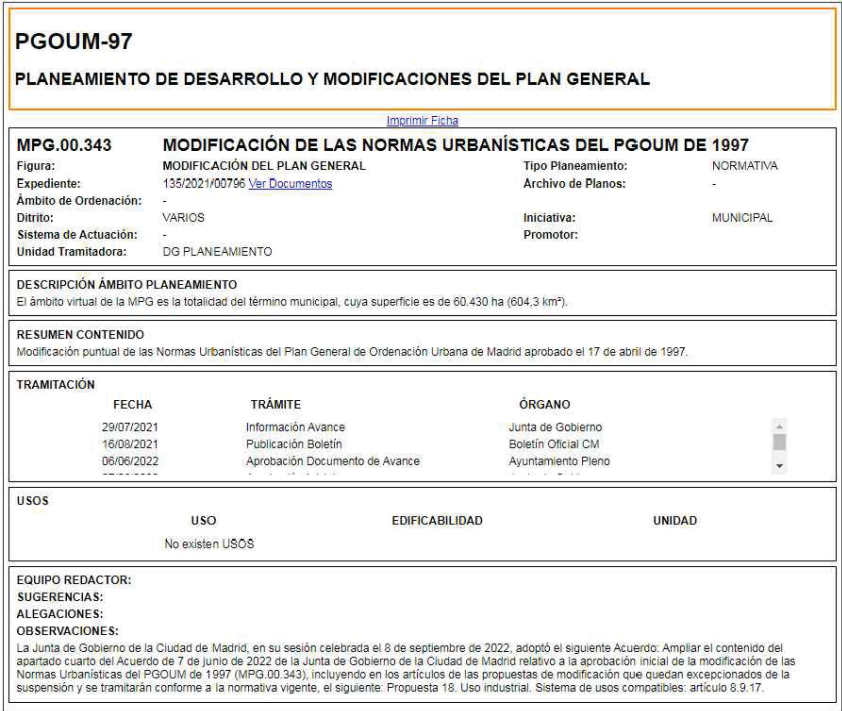 PGOUM-97
PLANEAMIENTO DE DESARROLLO Y MODIFICACIONES DEL PLAN GENERAL
Imprimir Ficha
MPG.00.343 MODIFICACIÓN DE LAS NORMAS URBANÍSTICAS DEL PGOUM DE 1997
Figura: MODIFICACIÓN DEL PLAN GENERAL Tipo Planeamiento: NORMATIVA
Expediente: 135/2021/00796 Ver Documentos Archivo de Planos: -
Ámbito de Ordenación: -
Ditrito: VARIOS Iniciativa: MUNICIPAL
Sistema de Actuación: - Promotor:
Unidad Tramitadora: DG PLANEAMIENTO
DESCRIPCIÓN ÁMBITO PLANEAMIENTO
El ámbito virtual de la MPG es la totalidad del término municipal, cuya superficie es de 60.430 ha (604,3 km²).
RESUMEN CONTENIDO
Modificación puntual de las Normas Urbanísticas del Plan General de Ordenación Urbana de Madrid aprobado el 17 de abril de 1997.
TRAMITACIÓN
FECHA TRÁMITE ÓRGANO
29/07/2021 Información Avance Junta de Gobierno
16/08/2021 Publicación Boletín Boletín Oficial CM
06/06/2022 Aprobación Documento de Avance Ayuntamiento Pleno
USOS
USO EDIFICABILIDAD UNIDAD
No existen USOS
EQUIPO REDACTOR:
SUGERENCIAS:
ALEGACIONES:
OBSERVACIONES:
La Junta de Gobierno de la Ciudad de Madrid, en su sesión celebrada el 8 de septiembre de 2022, adoptó el siguiente Acuerdo: Ampliar el contenido del
apartado cuarto del Acuerdo de 7 de junio de 2022 de la Junta de Gobierno de la Ciudad de Madrid relativo a la aprobación inicial de la modificación de las
Normas Urbanísticas del PGOUM de 1997 (MPG.00.343), incluyendo en los artículos de las propuestas de modificación que quedan excepcionados de la
suspensión y se tramitarán conforme a la normativa vigente, el siguiente: Propuesta 18. Uso industrial. Sistema de usos compatibles: artículo 8.9.17.